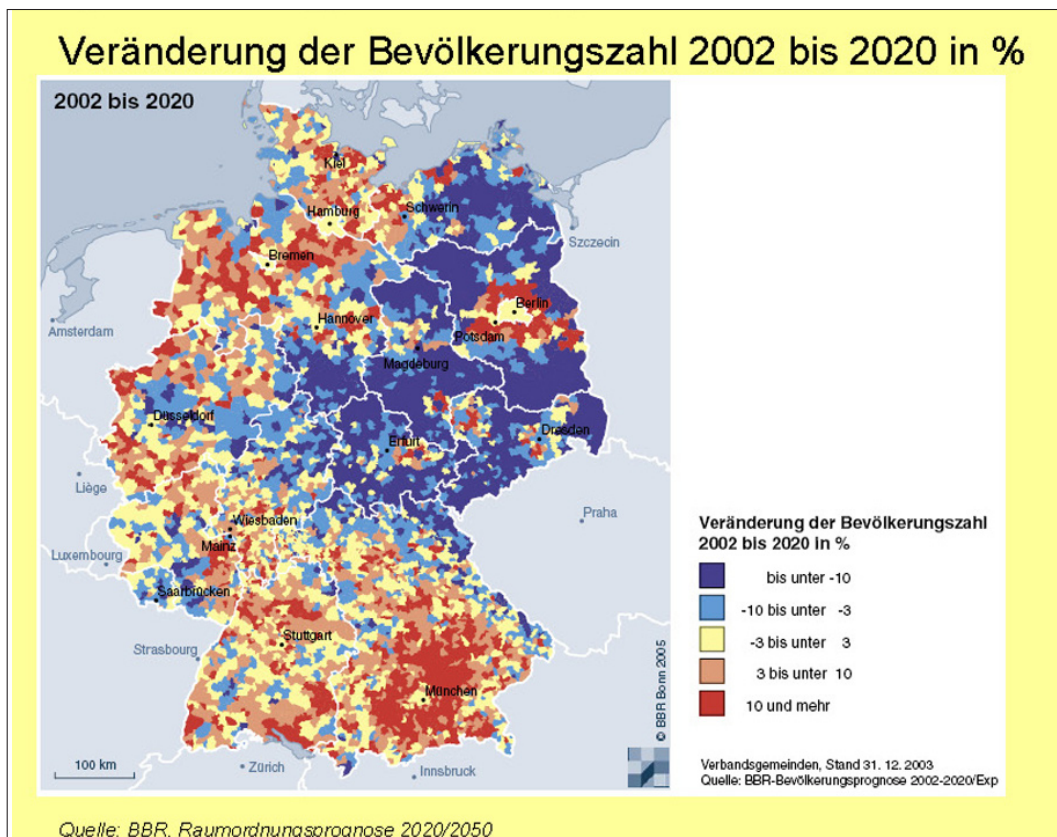 Veränderung der Bevölkerungszahl 2002 bis 2020 in %
2002 bis 2020
Kiel
Hamburg
Schwerin
Szczecin
Bremen
Berlin
Amsterdam
Hannover
Potsdam
Magdeburg
Düsseldorf
Dresden
Erfurt
Liège
Wiesbaden
Praha
Mainz
Luxembourg
Saarbrücken
Stuttgart
Strasbourg
München
100 km
Zürich
Innsbruck
© BBR Bonn 2005
Veränderung der Bevölkerungszahl
2002 bis 2020 in %
bis unter -10
-10 bis unter -3
-3 bis unter 3
3 bis unter 10
10 und mehr
Verbandsgemeinden, Stand 31. 12. 2003
Quelle: BBR-Bevölkerungsprognose 2002-2020/Exp
Quelle: BBR, Raumordnungsprognose 2020/2050